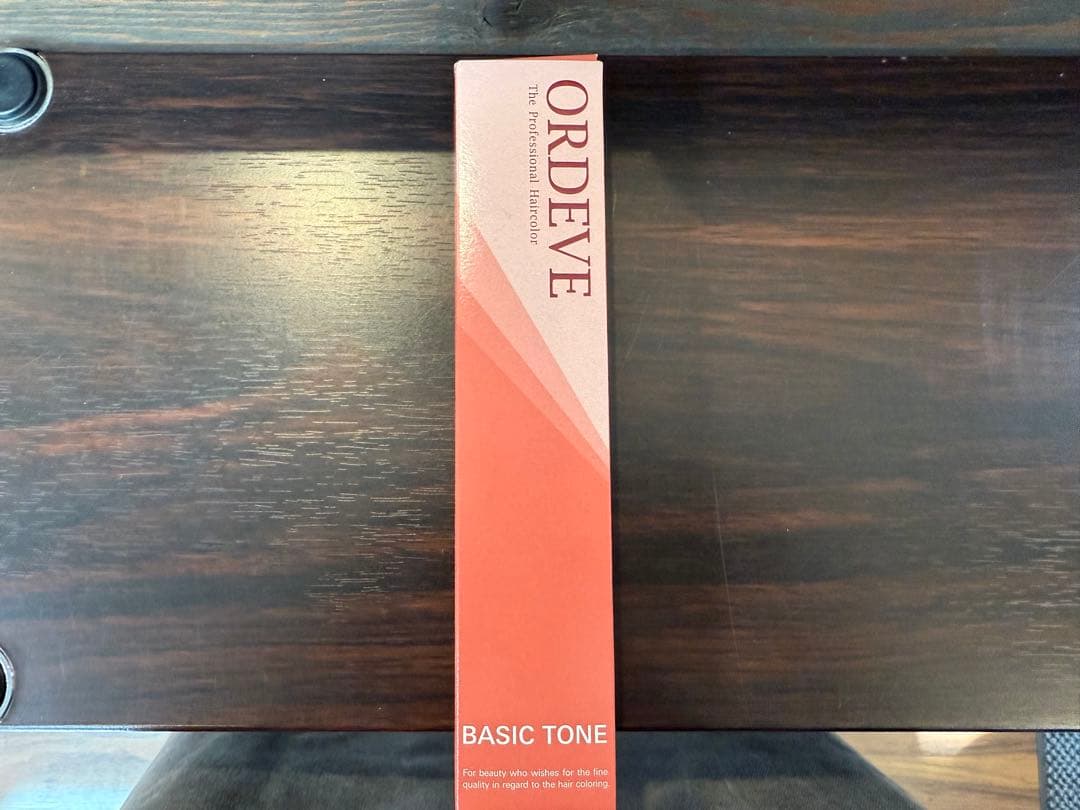 ORDEVE
The Professional Haircolor
BASIC TONE
For beauty who wishes for the fine
quality in regard to the hair coloring.